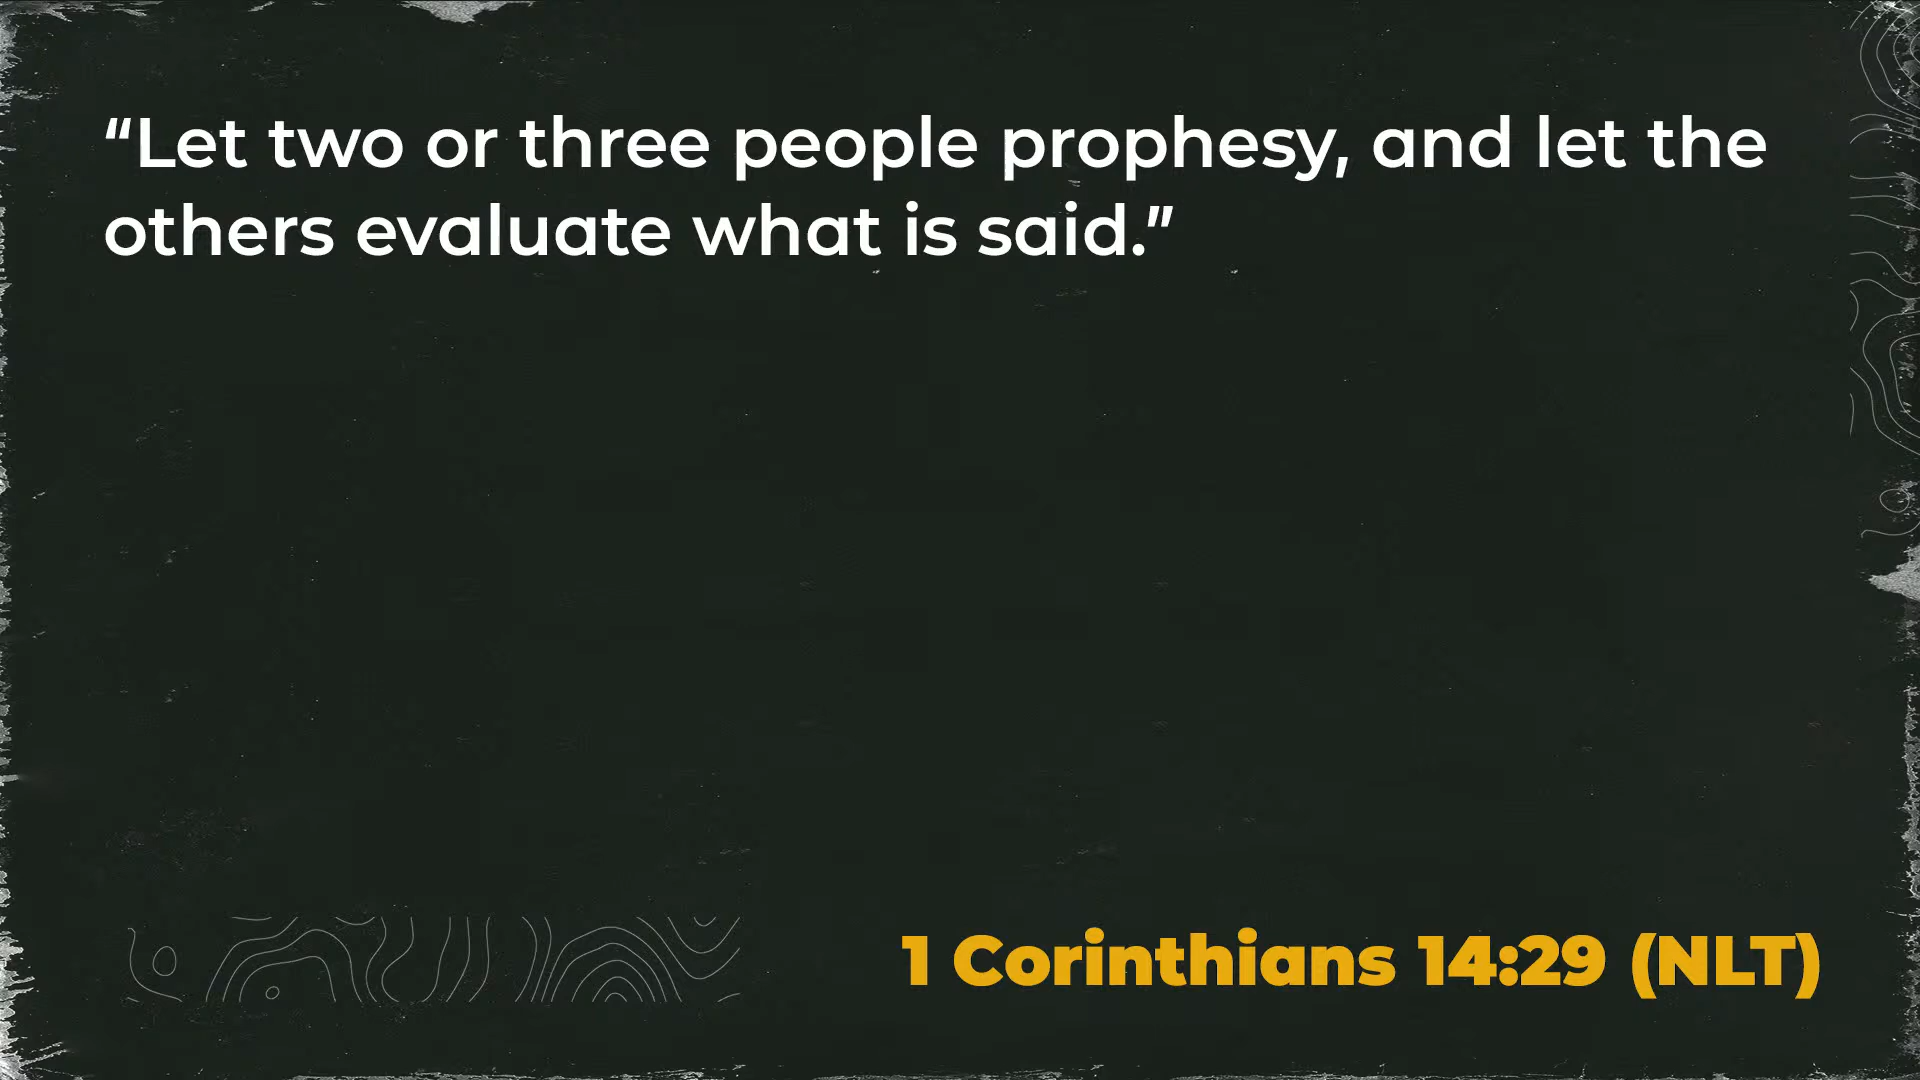 “Let two or three people prophesy, and let the
others evaluate what is said.”
1 Corinthians 14:29 (NLT)